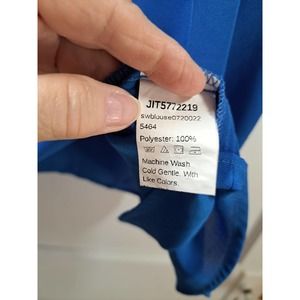 JIT5772219
swblouse0720022
5464
Polyester: 100%
Machine Wash
Cold Gentle, With
Like Colors.